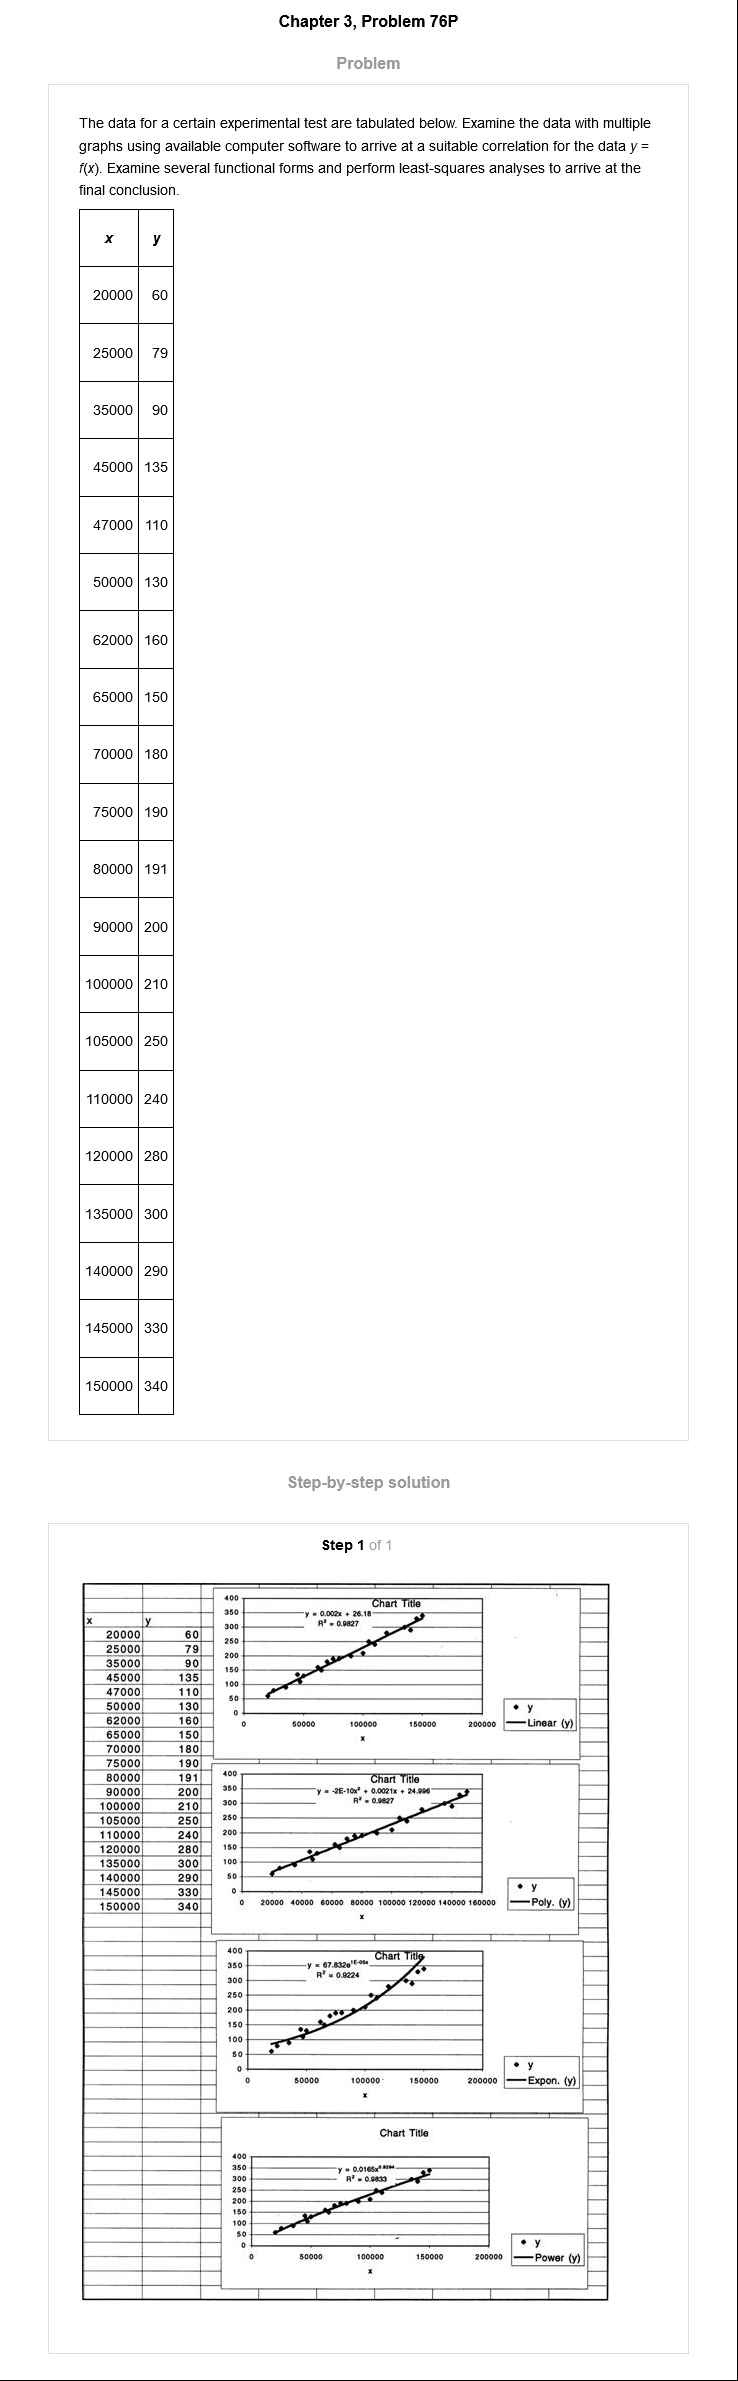 Chapter 3, Problem 76P
Problem
The data for a certain experimental test are tabulated below. Examine the data with multiple
graphs using available computer software to arrive at a suitable correlation for the data y =
f(x). Examine several functional forms and perform least-squares analyses to arrive at the
final conclusion.
x y
20000 60
25000 79
35000 90
45000 135
47000 110
50000 130
62000 160
65000 150
70000 180
75000 190
80000 191
90000 200
100000 210
105000 250
110000 240
120000 280
135000 300
140000 290
145000 330
150000 340
Step-by-step solution
Step 1 of 1
x y
20000 60
25000 79
35000 90
45000 135
47000 110
50000 130
62000 160
65000 150
70000 180
75000 190
80000 191
90000 200
100000 210
105000 250
110000 240
120000 280
135000 300
140000 290
145000 330
150000 340
Chart Title
y = 0.002x + 26.18
R² = 0.9827
400
350
300
250
200
150
100
50
0
0 50000 100000 150000 200000
x
y
Linear (y)
Chart Title
y = -2E-10x² + 0.0021x + 24.996
R² = 0.9827
400
350
300
250
200
150
100
50
0
0 20000 40000 60000 80000 100000 120000 140000 160000
x
y
Poly. (y)
Chart Title
y = 67.832e^1E-05x
R² = 0.9224
400
350
300
250
200
150
100
50
0
0 50000 100000 150000 200000
x
y
Expon. (y)
Chart Title
y = 0.0165x
R² = 0.9833
400
350
300
250
200
150
100
50
0
0 50000 100000 150000 200000
x
y
Power (y)